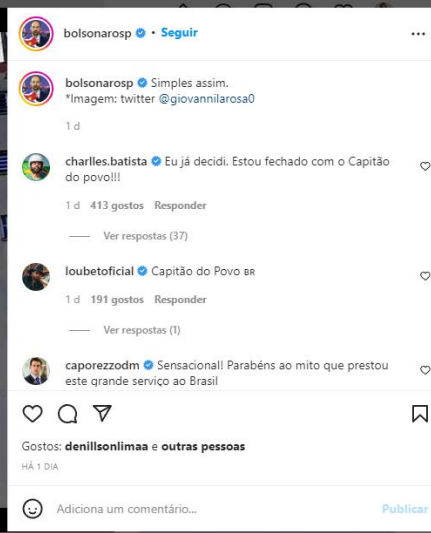 bolsonarosp • Seguir
bolsonarosp Simples assim.
*Imagem: twitter @giovannilarosa0
1 d
charlles.batista Eu já decidi. Estou fechado com o Capitão
do povo!!!
1 d 413 gostos Responder
Ver respostas (37)
loubetoficial Capitão do Povo BR
1 d 191 gostos Responder
Ver respostas (1)
caporezzodm Sensacional! Parabéns ao mito que prestou
este grande serviço ao Brasil
Gostos: denillsonlimaa e outras pessoas
HÁ 1 DIA
Adiciona um comentário...
Publicar